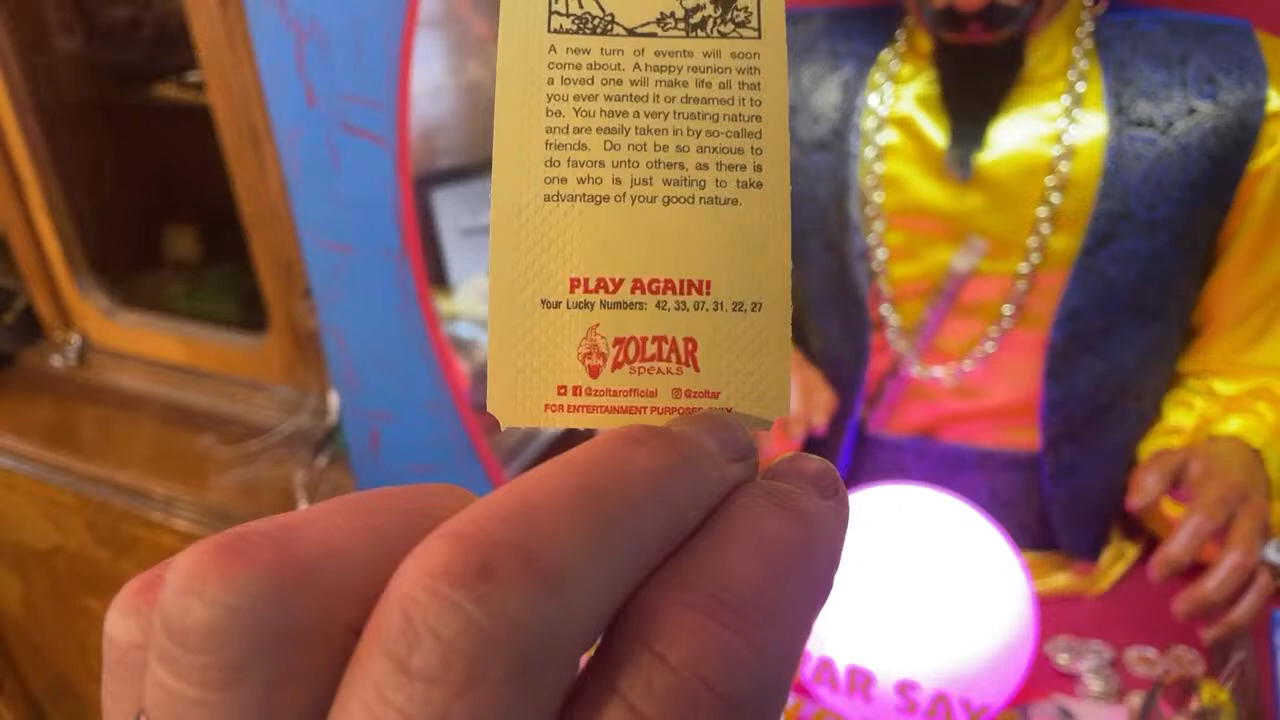 A new turn of events will soon
come about. A happy reunion with
a loved one will make life all that
you ever wanted it or dreamed it to
be. You have a very trusting nature
and are easily taken in by so-called
friends. Do not be so anxious to
do favors unto others, as there is
one who is just waiting to take
advantage of your good nature.
PLAY AGAIN!
Your Lucky Numbers: 42, 33, 07, 31, 22, 27
ZOLTAR
SPEAKS
@zoltarofficial @zoltar
FOR ENTERTAINMENT PURPOSES ONLY